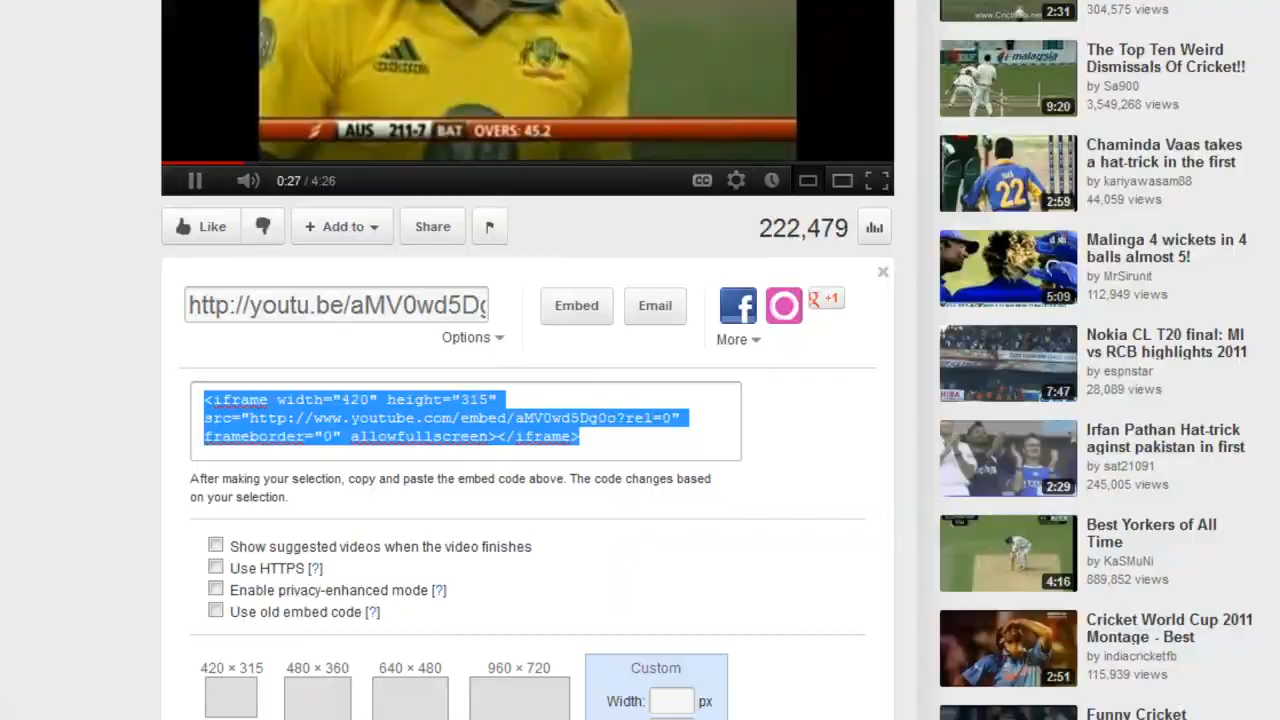 adidas
AUS 211-7 BAT OVERS: 45.2
0:27 / 4:26
CC
Like
+ Add to
Share
222,479
http://youtu.be/aMV0wd5Dg
Options
Embed
Email
f
g +1
More
<iframe width="420" height="315"
src="http://www.youtube.com/embed/aMV0wd5Dg0o?rel=0"
frameborder="0" allowfullscreen></iframe>
After making your selection, copy and paste the embed code above. The code changes based
on your selection.
Show suggested videos when the video finishes
Use HTTPS [?]
Enable privacy-enhanced mode [?]
Use old embed code [?]
420 × 315
480 × 360
640 × 480
960 × 720
Custom
Width:
px
2:31
304,575 views
malaysia
9:20
The Top Ten Weird
Dismissals Of Cricket!!
by Sa900
3,549,268 views
22
2:59
Chaminda Vaas takes
a hat-trick in the first
by kariyawasam88
44,059 views
5:09
Malinga 4 wickets in 4
balls almost 5!
by MrSirunit
112,949 views
7:47
Nokia CL T20 final: MI
vs RCB highlights 2011
by espnstar
28,089 views
2:29
Irfan Pathan Hat-trick
aginst pakistan in first
by sat21091
245,005 views
4:16
Best Yorkers of All
Time
by KaSMuNi
889,852 views
2:51
Cricket World Cup 2011
Montage - Best
by indiacricketfb
115,939 views
Funny Cricket